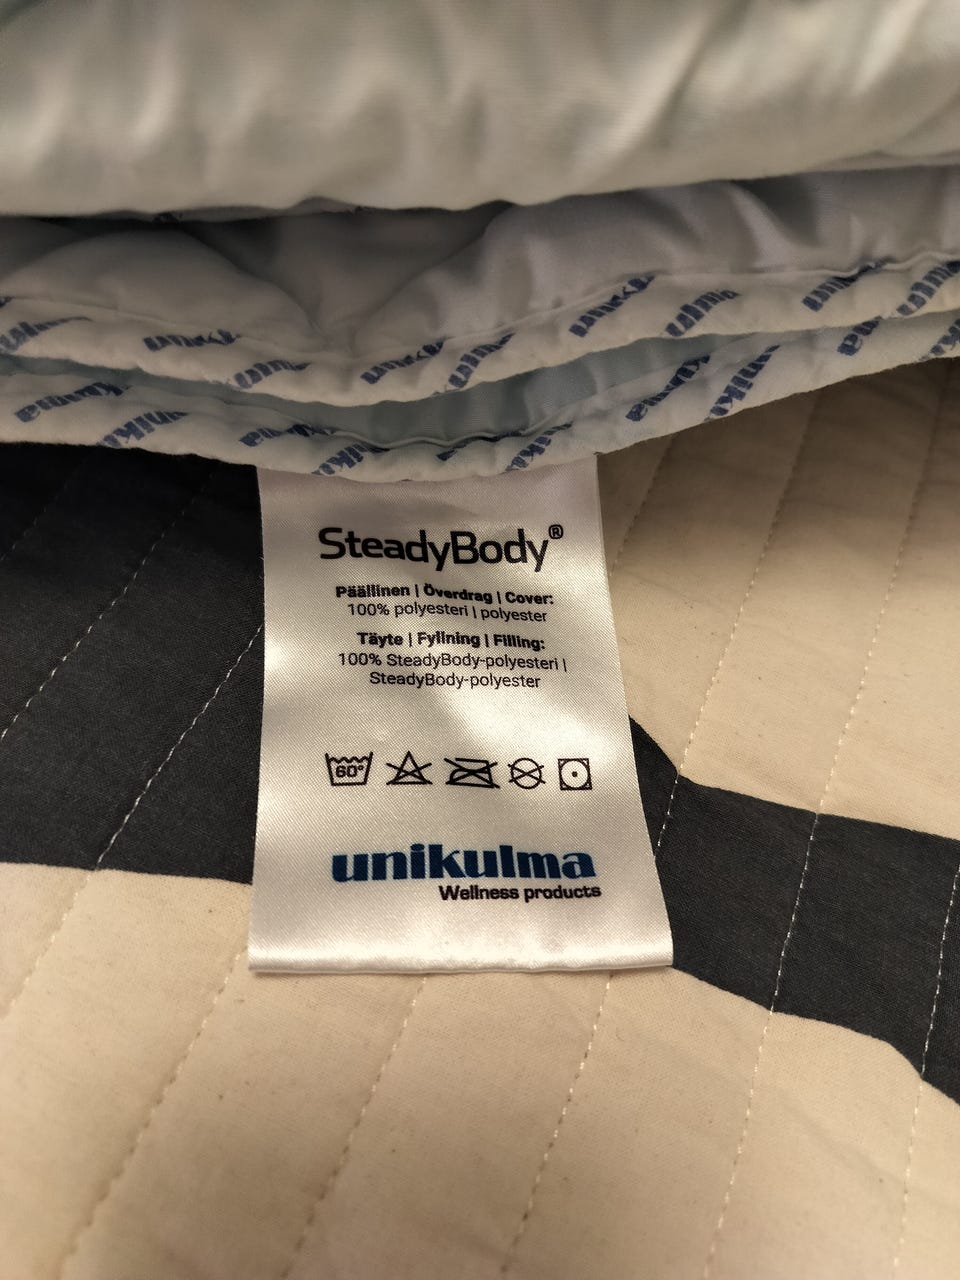 SteadyBody®
Päällinen | Överdrag | Cover:
100% polyesteri | polyester
Täyte | Fyllning | Filling:
100% SteadyBody-polyesteri |
SteadyBody-polyester
60°
unikulma
Wellness products